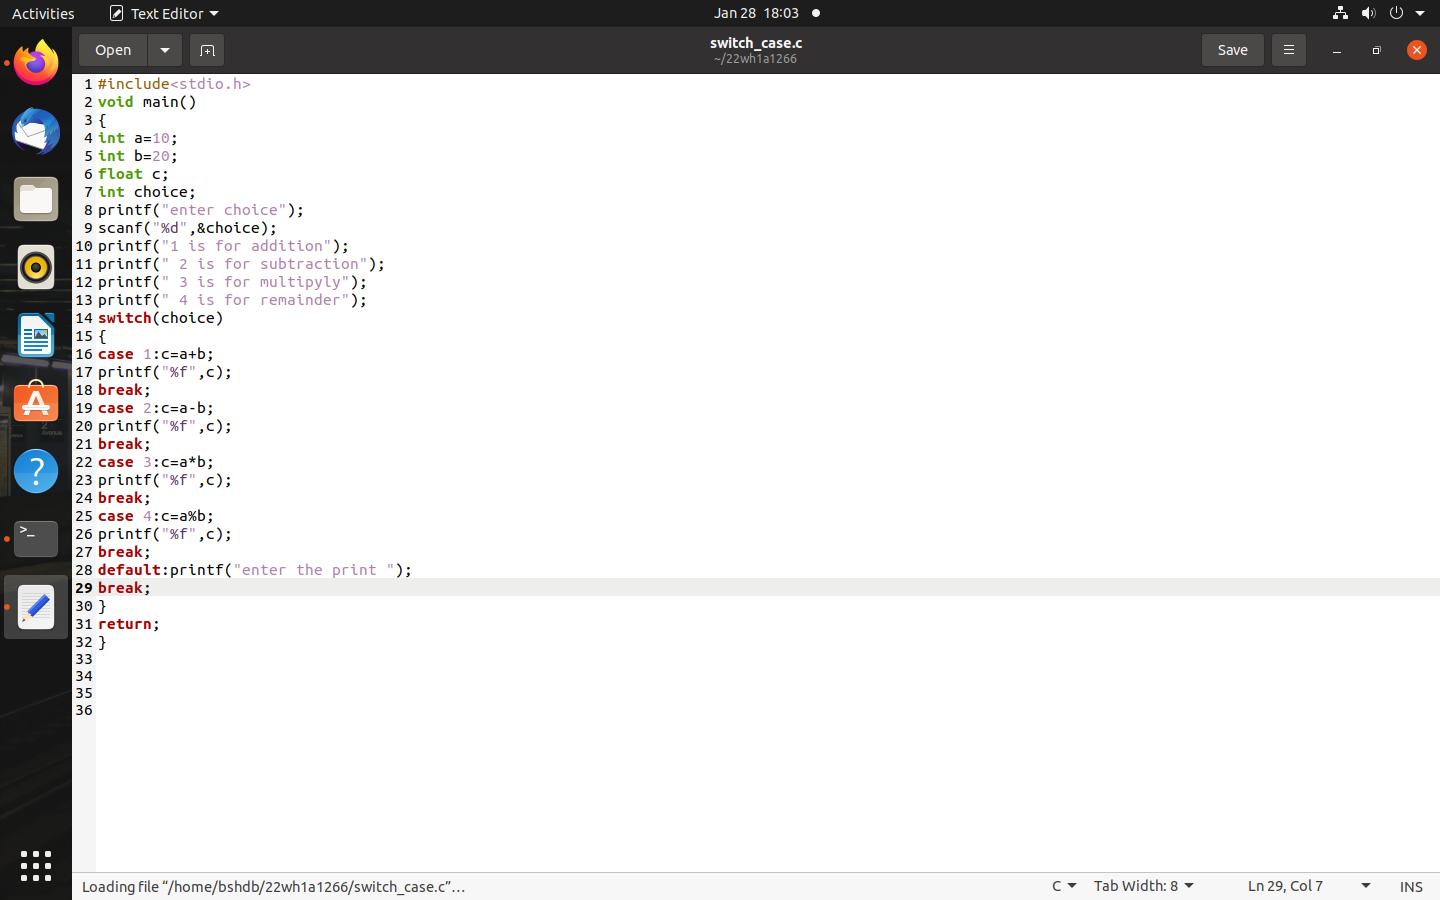 Activities Text Editor Jan 28 18:03
Open switch_case.c Save
~/22wh1a1266
1 #include<stdio.h>
2 void main()
3 {
4 int a=10;
5 int b=20;
6 float c;
7 int choice;
8 printf("enter choice");
9 scanf("%d",&choice);
10 printf("1 is for addition");
11 printf(" 2 is for subtraction");
12 printf(" 3 is for multipyly");
13 printf(" 4 is for remainder");
14 switch(choice)
15 {
16 case 1:c=a+b;
17 printf("%f",c);
18 break;
19 case 2:c=a-b;
20 printf("%f",c);
21 break;
22 case 3:c=a*b;
23 printf("%f",c);
24 break;
25 case 4:c=a%b;
26 printf("%f",c);
27 break;
28 default:printf("enter the print ");
29 break;
30 }
31 return;
32 }
33
34
35
36
Loading file “/home/bshdb/22wh1a1266/switch_case.c”… C Tab Width: 8 Ln 29, Col 7 INS